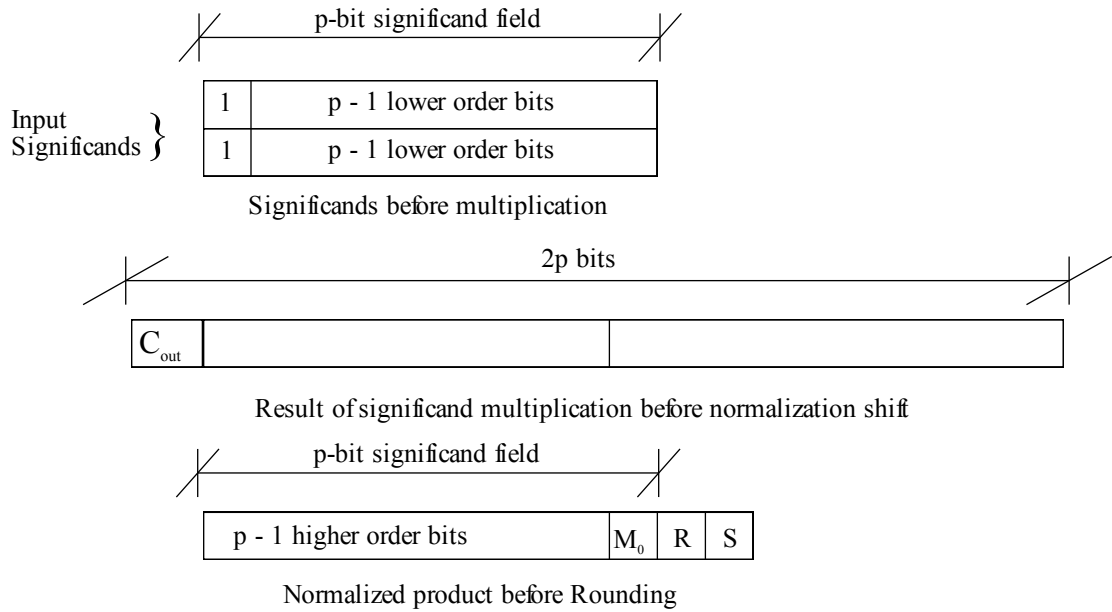 p-bit significand field
Input
Significands }
1 p - 1 lower order bits
1 p - 1 lower order bits
Significands before multiplication
2p bits
Cout
Result of significand multiplication before normalization shift
p-bit significand field
p - 1 higher order bits M0 R S
Normalized product before Rounding